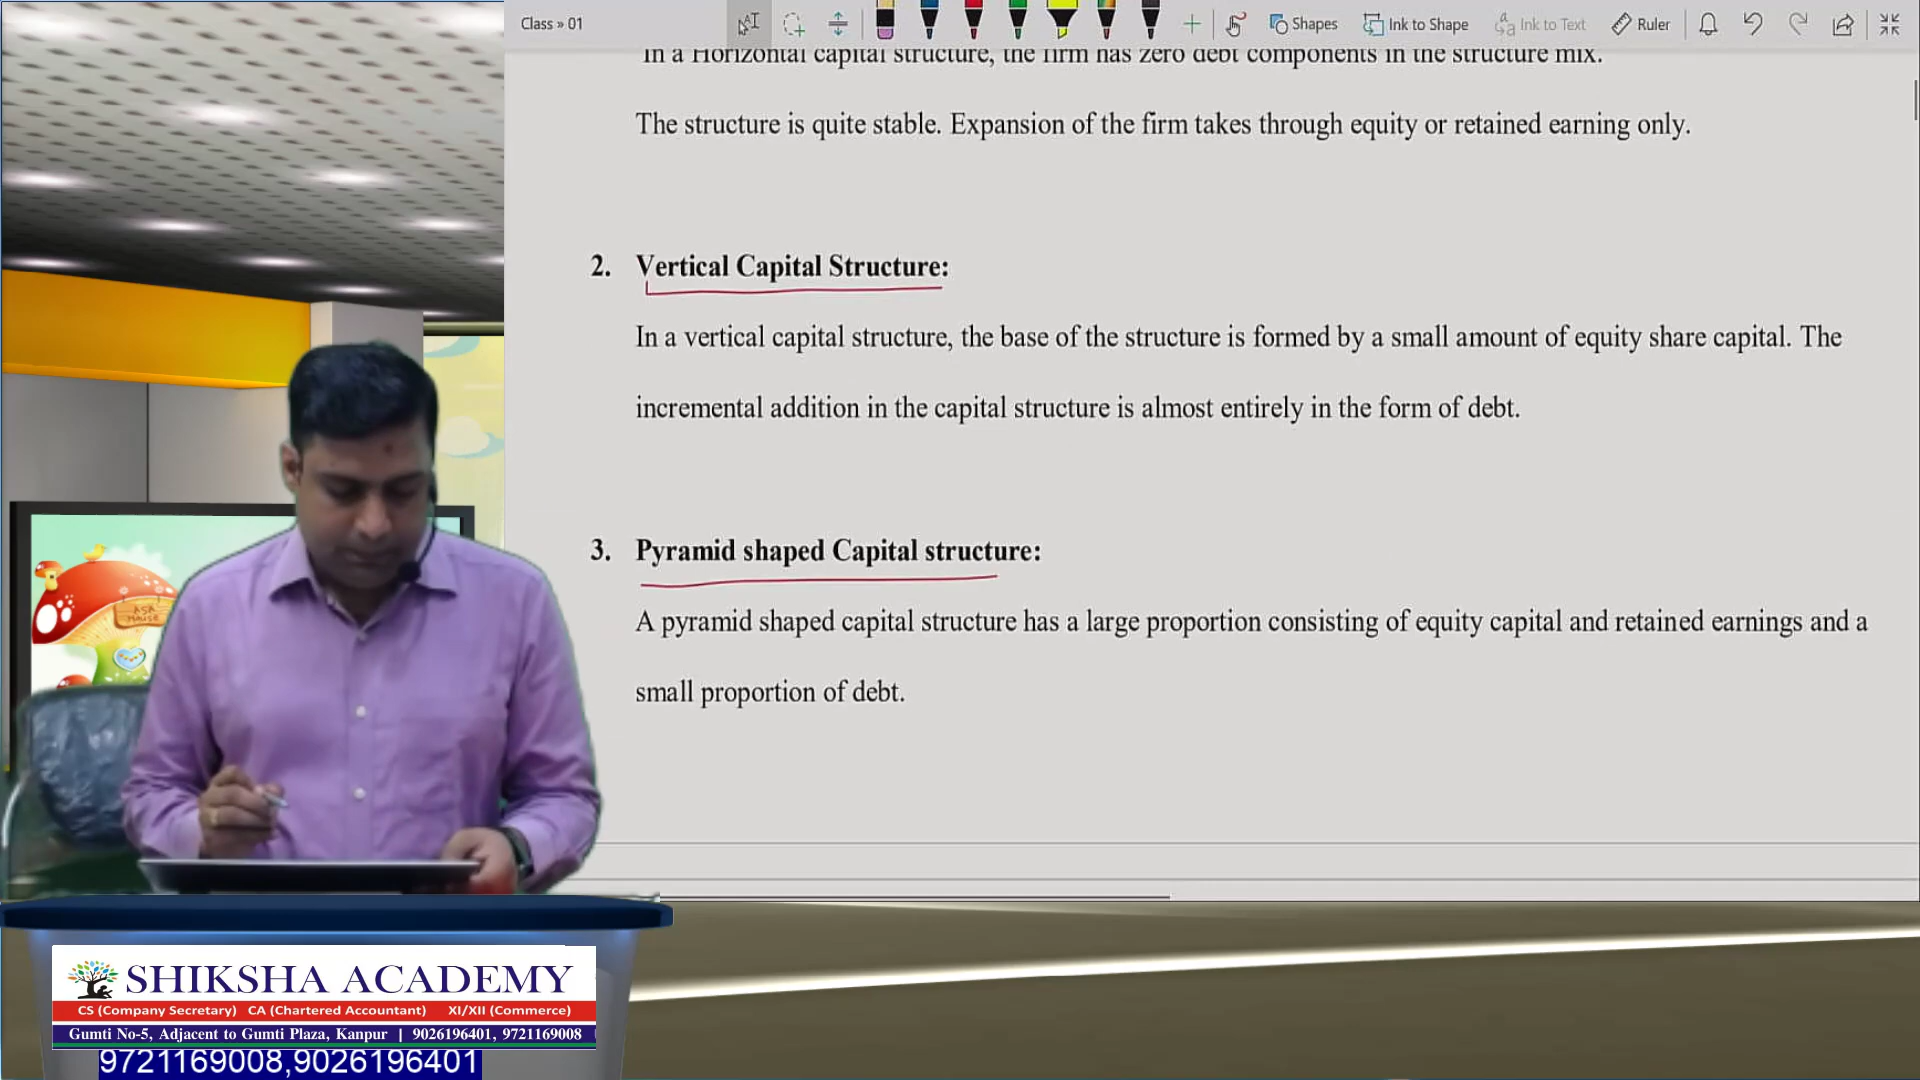 Class » 01
Shapes
Ink to Shape
Ink to Text
Ruler
In a Horizontal capital structure, the firm has zero debt components in the structure mix.
The structure is quite stable. Expansion of the firm takes through equity or retained earning only.
2. Vertical Capital Structure:
In a vertical capital structure, the base of the structure is formed by a small amount of equity share capital. The
incremental addition in the capital structure is almost entirely in the form of debt.
3. Pyramid shaped Capital structure:
A pyramid shaped capital structure has a large proportion consisting of equity capital and retained earnings and a
small proportion of debt.
SHIKSHA ACADEMY
CS (Company Secretary) CA (Chartered Accountant) XI/XII (Commerce)
Gumti No-5, Adjacent to Gumti Plaza, Kanpur | 9026196401, 9721169008
9721169008,9026196401